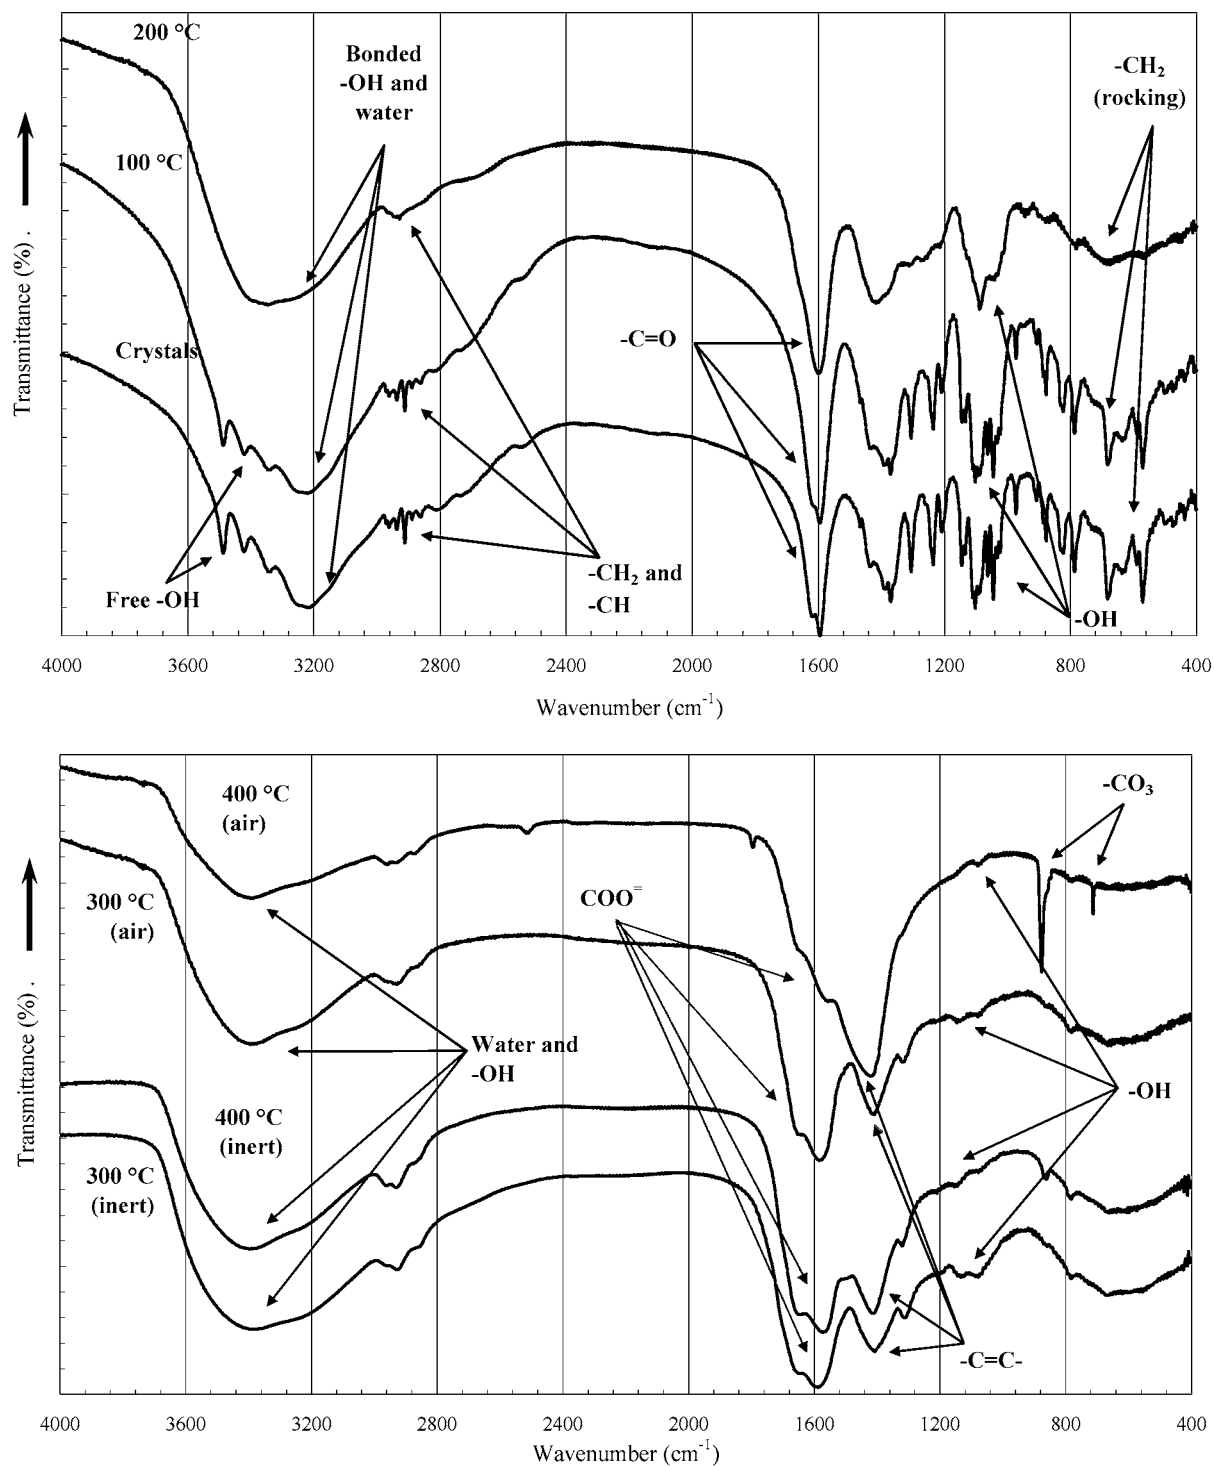 200 °C
Bonded
-OH and
water
-CH₂
(rocking)
100 °C
Crystals
-C=O
Free -OH
-CH₂ and
-CH
-OH
Transmittance (%) .
4000 3600 3200 2800 2400 2000 1600 1200 800 400
Wavenumber (cm⁻¹)
400 °C
(air)
-CO₃
300 °C
(air)
COO⁼
Water and
-OH
-OH
400 °C
(inert)
300 °C
(inert)
-C=C-
Transmittance (%) .
4000 3600 3200 2800 2400 2000 1600 1200 800 400
Wavenumber (cm⁻¹)